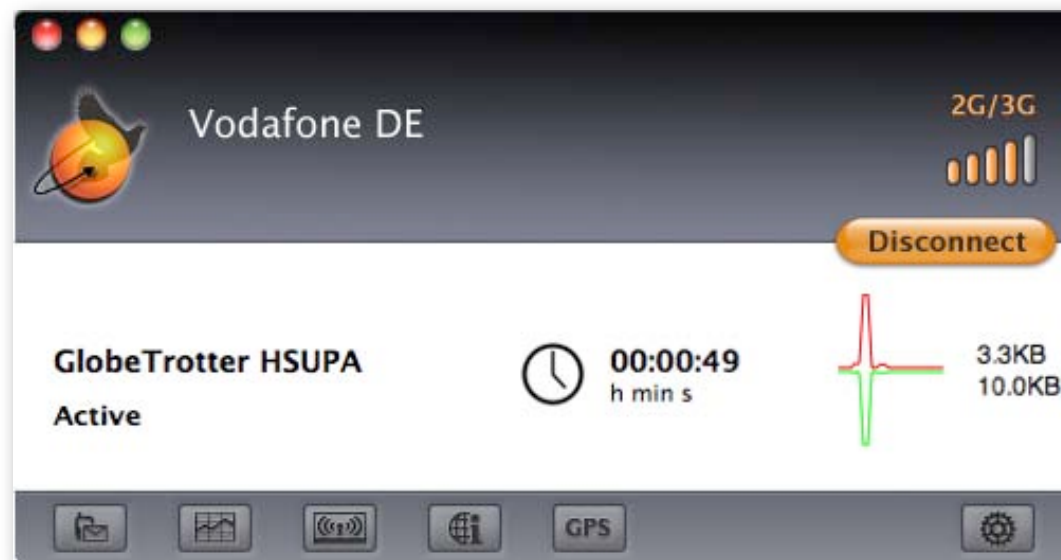 Vodafone DE
2G/3G
Disconnect
GlobeTrotter HSUPA
Active
00:00:49
h min s
3.3KB
10.0KB
GPS